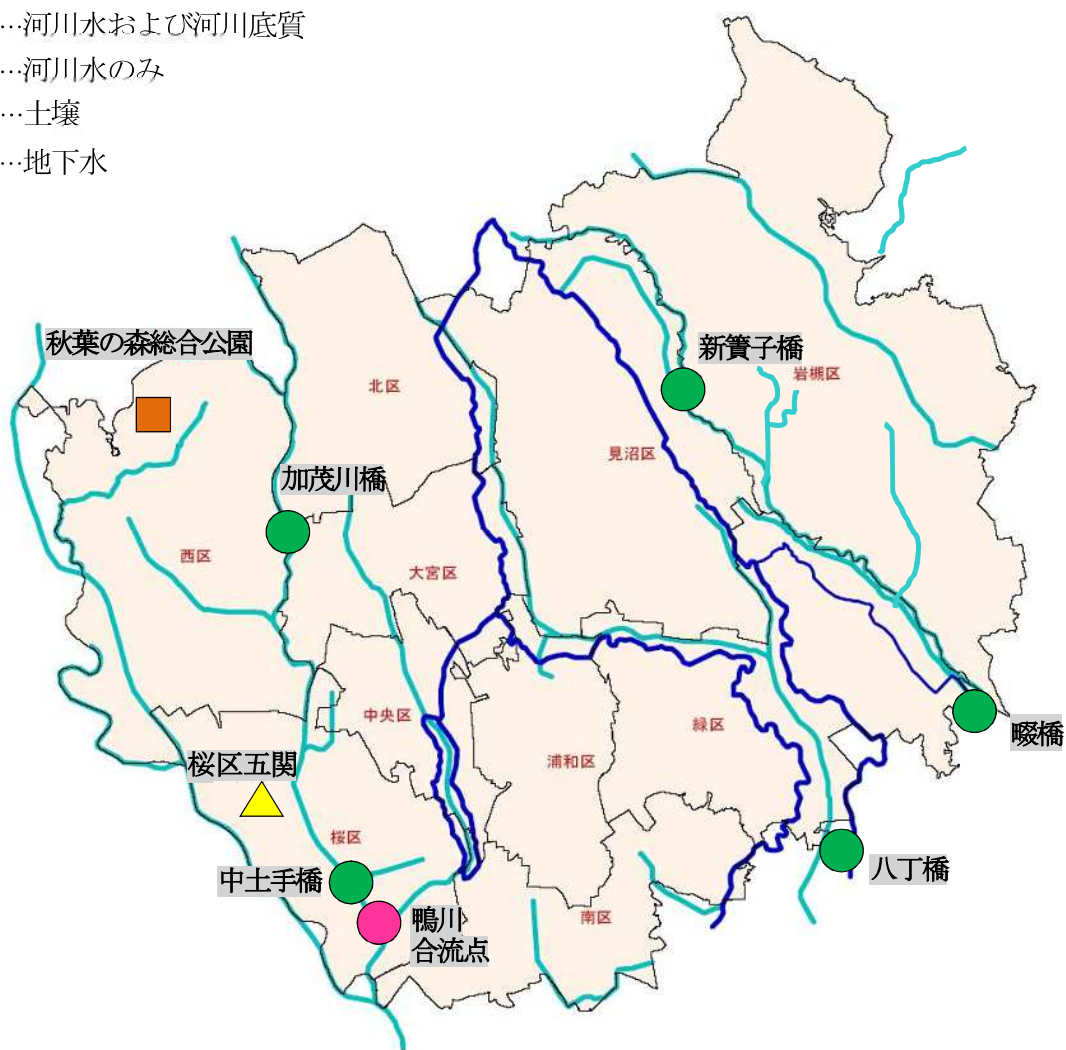 …河川水および河川底質
…河川水のみ
…土壌
…地下水
秋葉の森総合公園
新簀子橋
岩槻区
北区
見沼区
加茂川橋
西区
大宮区
中央区
緑区
畷橋
桜区五関
浦和区
桜区
八丁橋
中土手橋
鴨川
合流点
南区